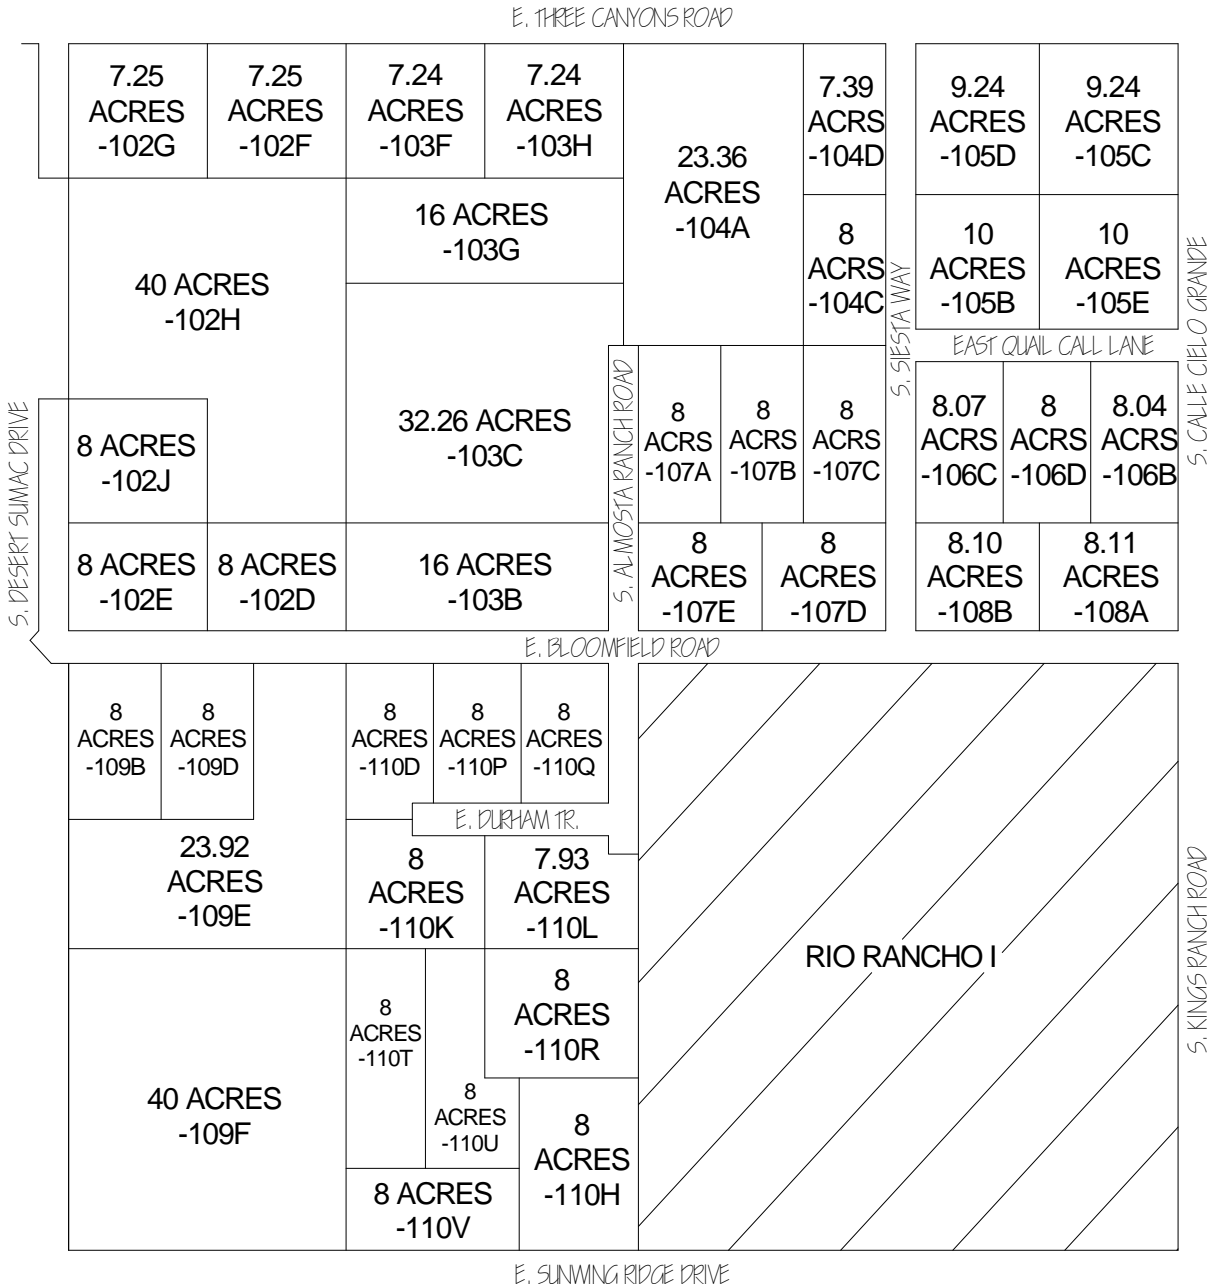 E. THREE CANYONS ROAD
7.25
ACRES
-102G
7.25
ACRES
-102F
7.24
ACRES
-103F
7.24
ACRES
-103H
23.36
ACRES
-104A
7.39
ACRS
-104D
9.24
ACRES
-105D
9.24
ACRES
-105C
40 ACRES
-102H
16 ACRES
-103G
8
ACRS
-104C
10
ACRES
-105B
10
ACRES
-105E
S. SIESTA WAY
EAST QUAIL CALL LANE
S. CALLE CIELO GRANDE
S. DESERT SUMAC DRIVE
8 ACRES
-102J
32.26 ACRES
-103C
S. ALMOSTA RANCH ROAD
8
ACRS
-107A
8
ACRS
-107B
8
ACRS
-107C
8.07
ACRS
-106C
8
ACRS
-106D
8.04
ACRS
-106B
8 ACRES
-102E
8 ACRES
-102D
16 ACRES
-103B
8
ACRES
-107E
8
ACRES
-107D
8.10
ACRES
-108B
8.11
ACRES
-108A
E. BLOOMFIELD ROAD
8
ACRES
-109B
8
ACRES
-109D
8
ACRES
-110D
8
ACRES
-110P
8
ACRES
-110Q
E. DURHAM TR.
23.92
ACRES
-109E
8
ACRES
-110K
7.93
ACRES
-110L
RIO RANCHO I
S. KINGS RANCH ROAD
40 ACRES
-109F
8
ACRES
-110T
8
ACRES
-110U
8
ACRES
-110R
8
ACRES
-110H
8 ACRES
-110V
E. SUNWING RIDGE DRIVE